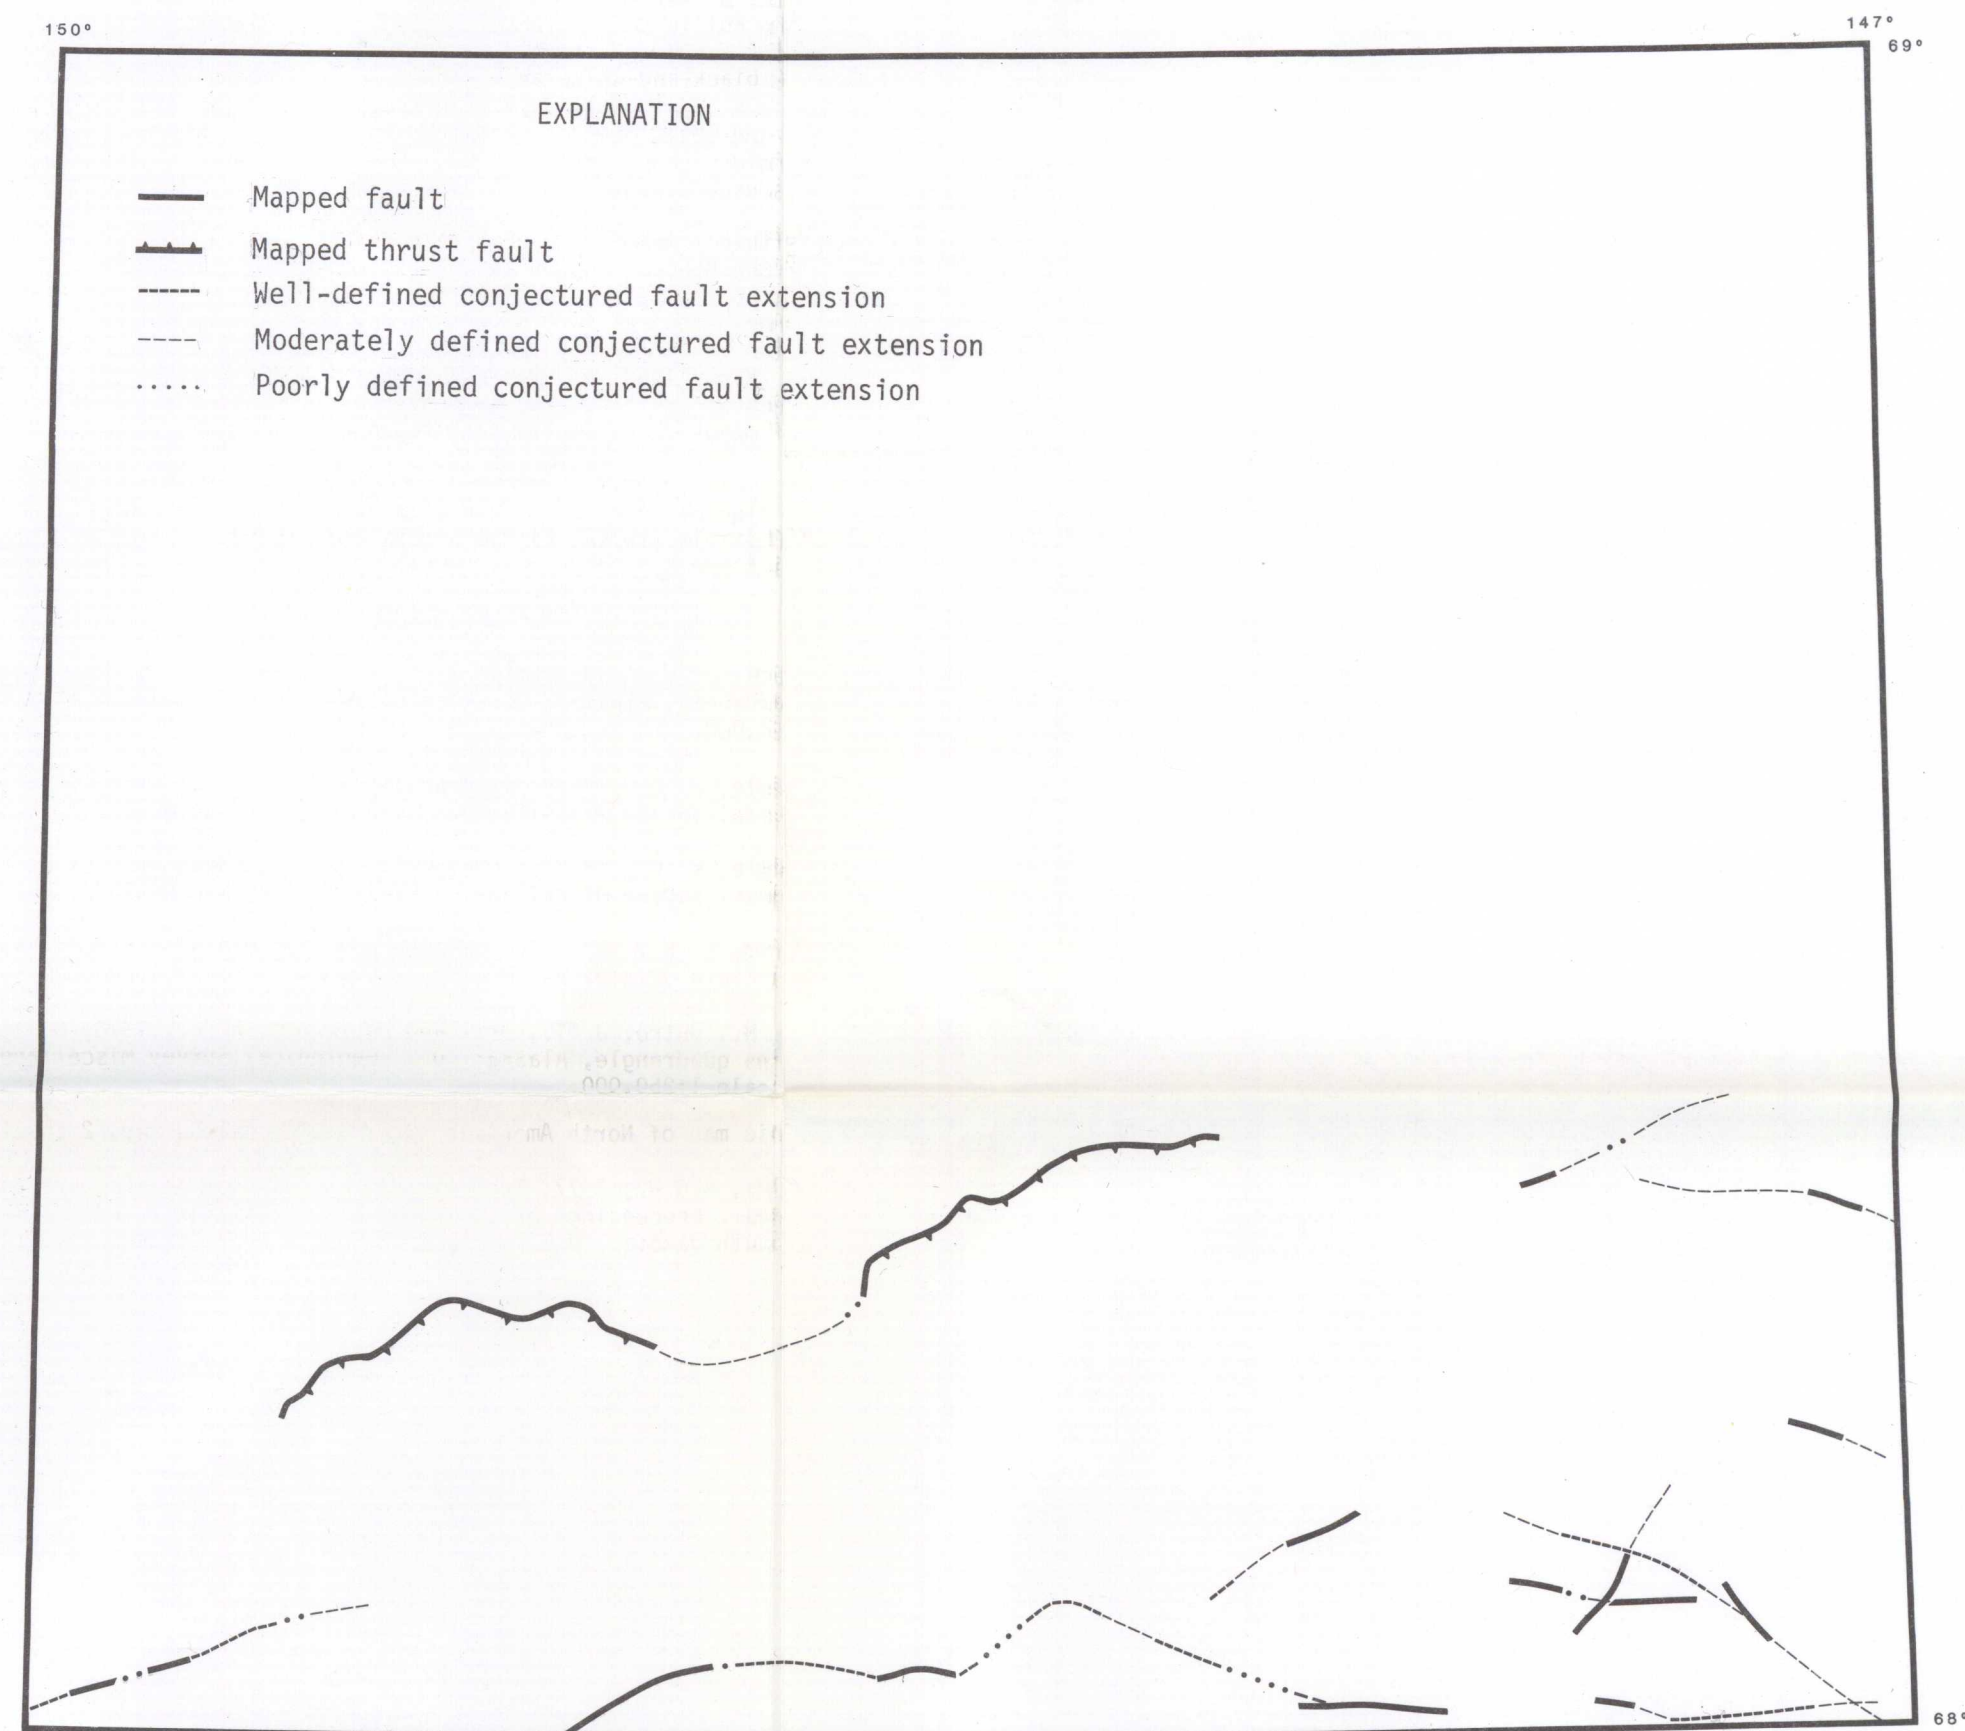 150°
147°
69°
EXPLANATION
Mapped fault
Mapped thrust fault
Well-defined conjectured fault extension
Moderately defined conjectured fault extension
Poorly defined conjectured fault extension
68°